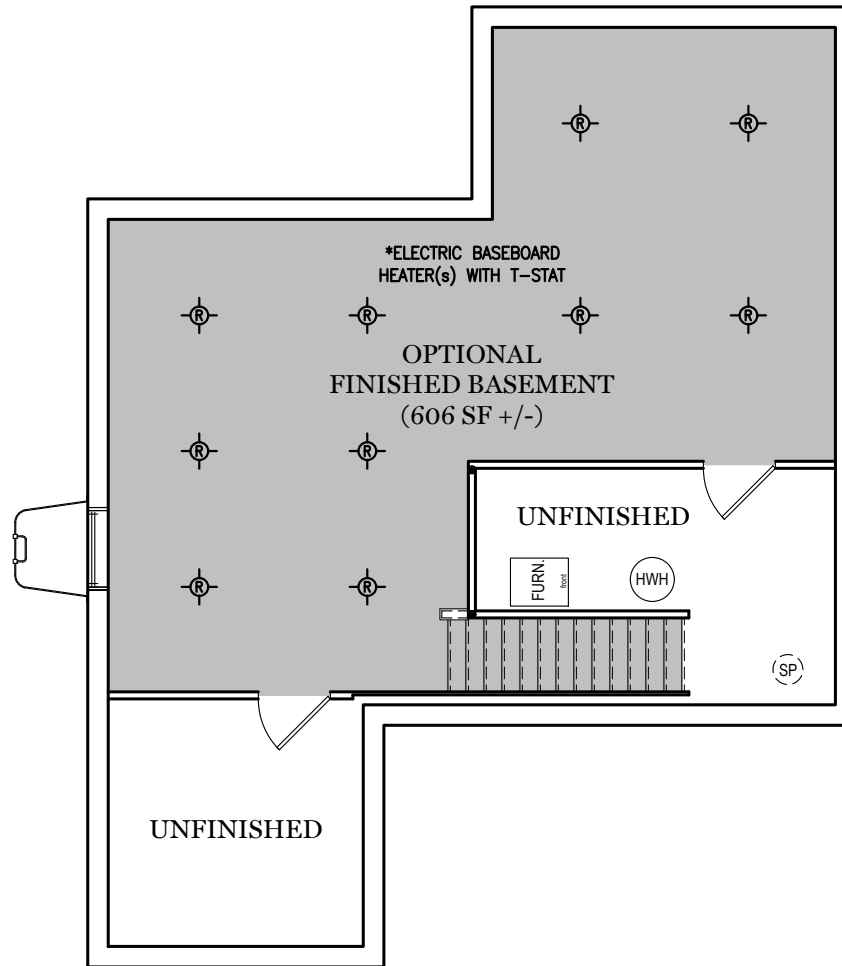 R
R
*ELECTRIC BASEBOARD
HEATER(s) WITH T-STAT
R
R
R
R
OPTIONAL
FINISHED BASEMENT
(606 SF +/-)
R
R
UNFINISHED
FURN.
front
HWH
R
R
SP
UNFINISHED